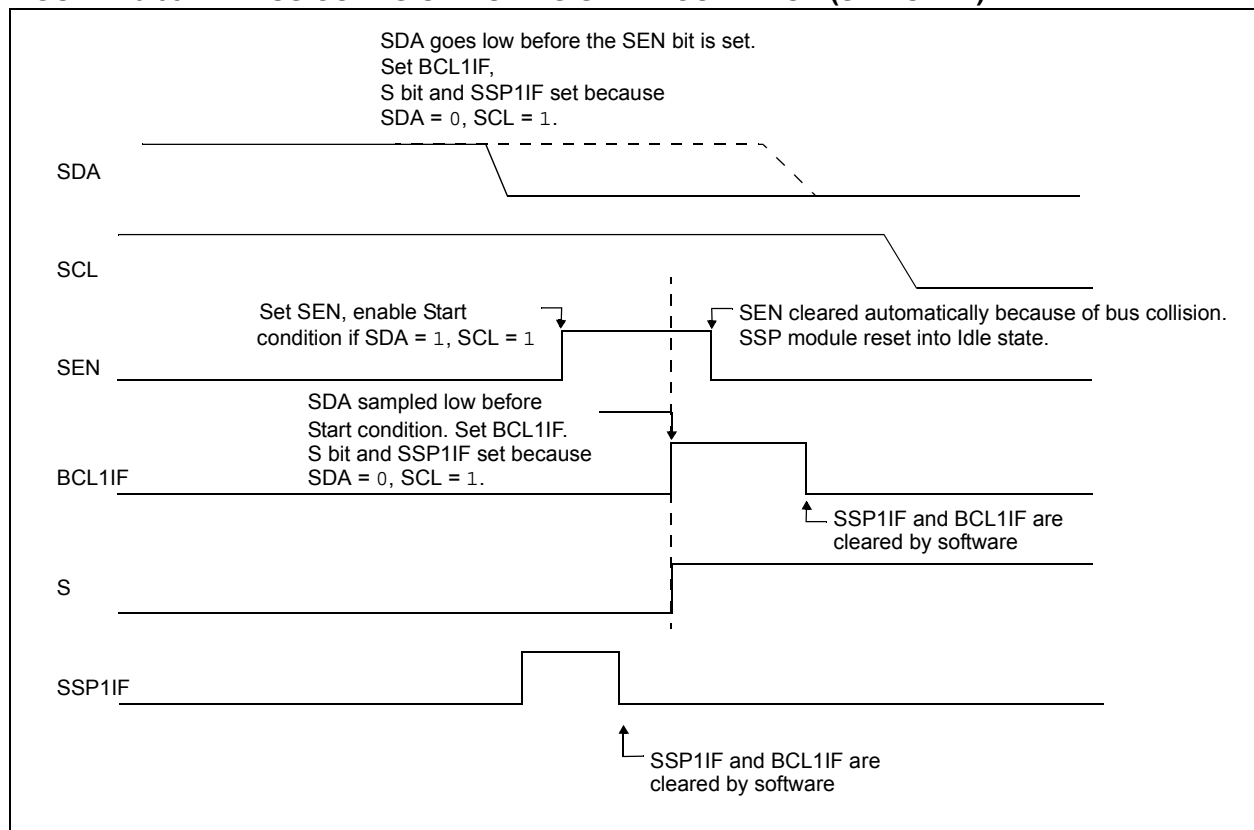 SDA goes low before the SEN bit is set.
Set BCL1IF,
S bit and SSP1IF set because
SDA = 0, SCL = 1.
SDA
SCL
Set SEN, enable Start
condition if SDA = 1, SCL = 1
SEN cleared automatically because of bus collision.
SSP module reset into Idle state.
SEN
SDA sampled low before
Start condition. Set BCL1IF.
S bit and SSP1IF set because
SDA = 0, SCL = 1.
BCL1IF
SSP1IF and BCL1IF are
cleared by software
S
SSP1IF
SSP1IF and BCL1IF are
cleared by software